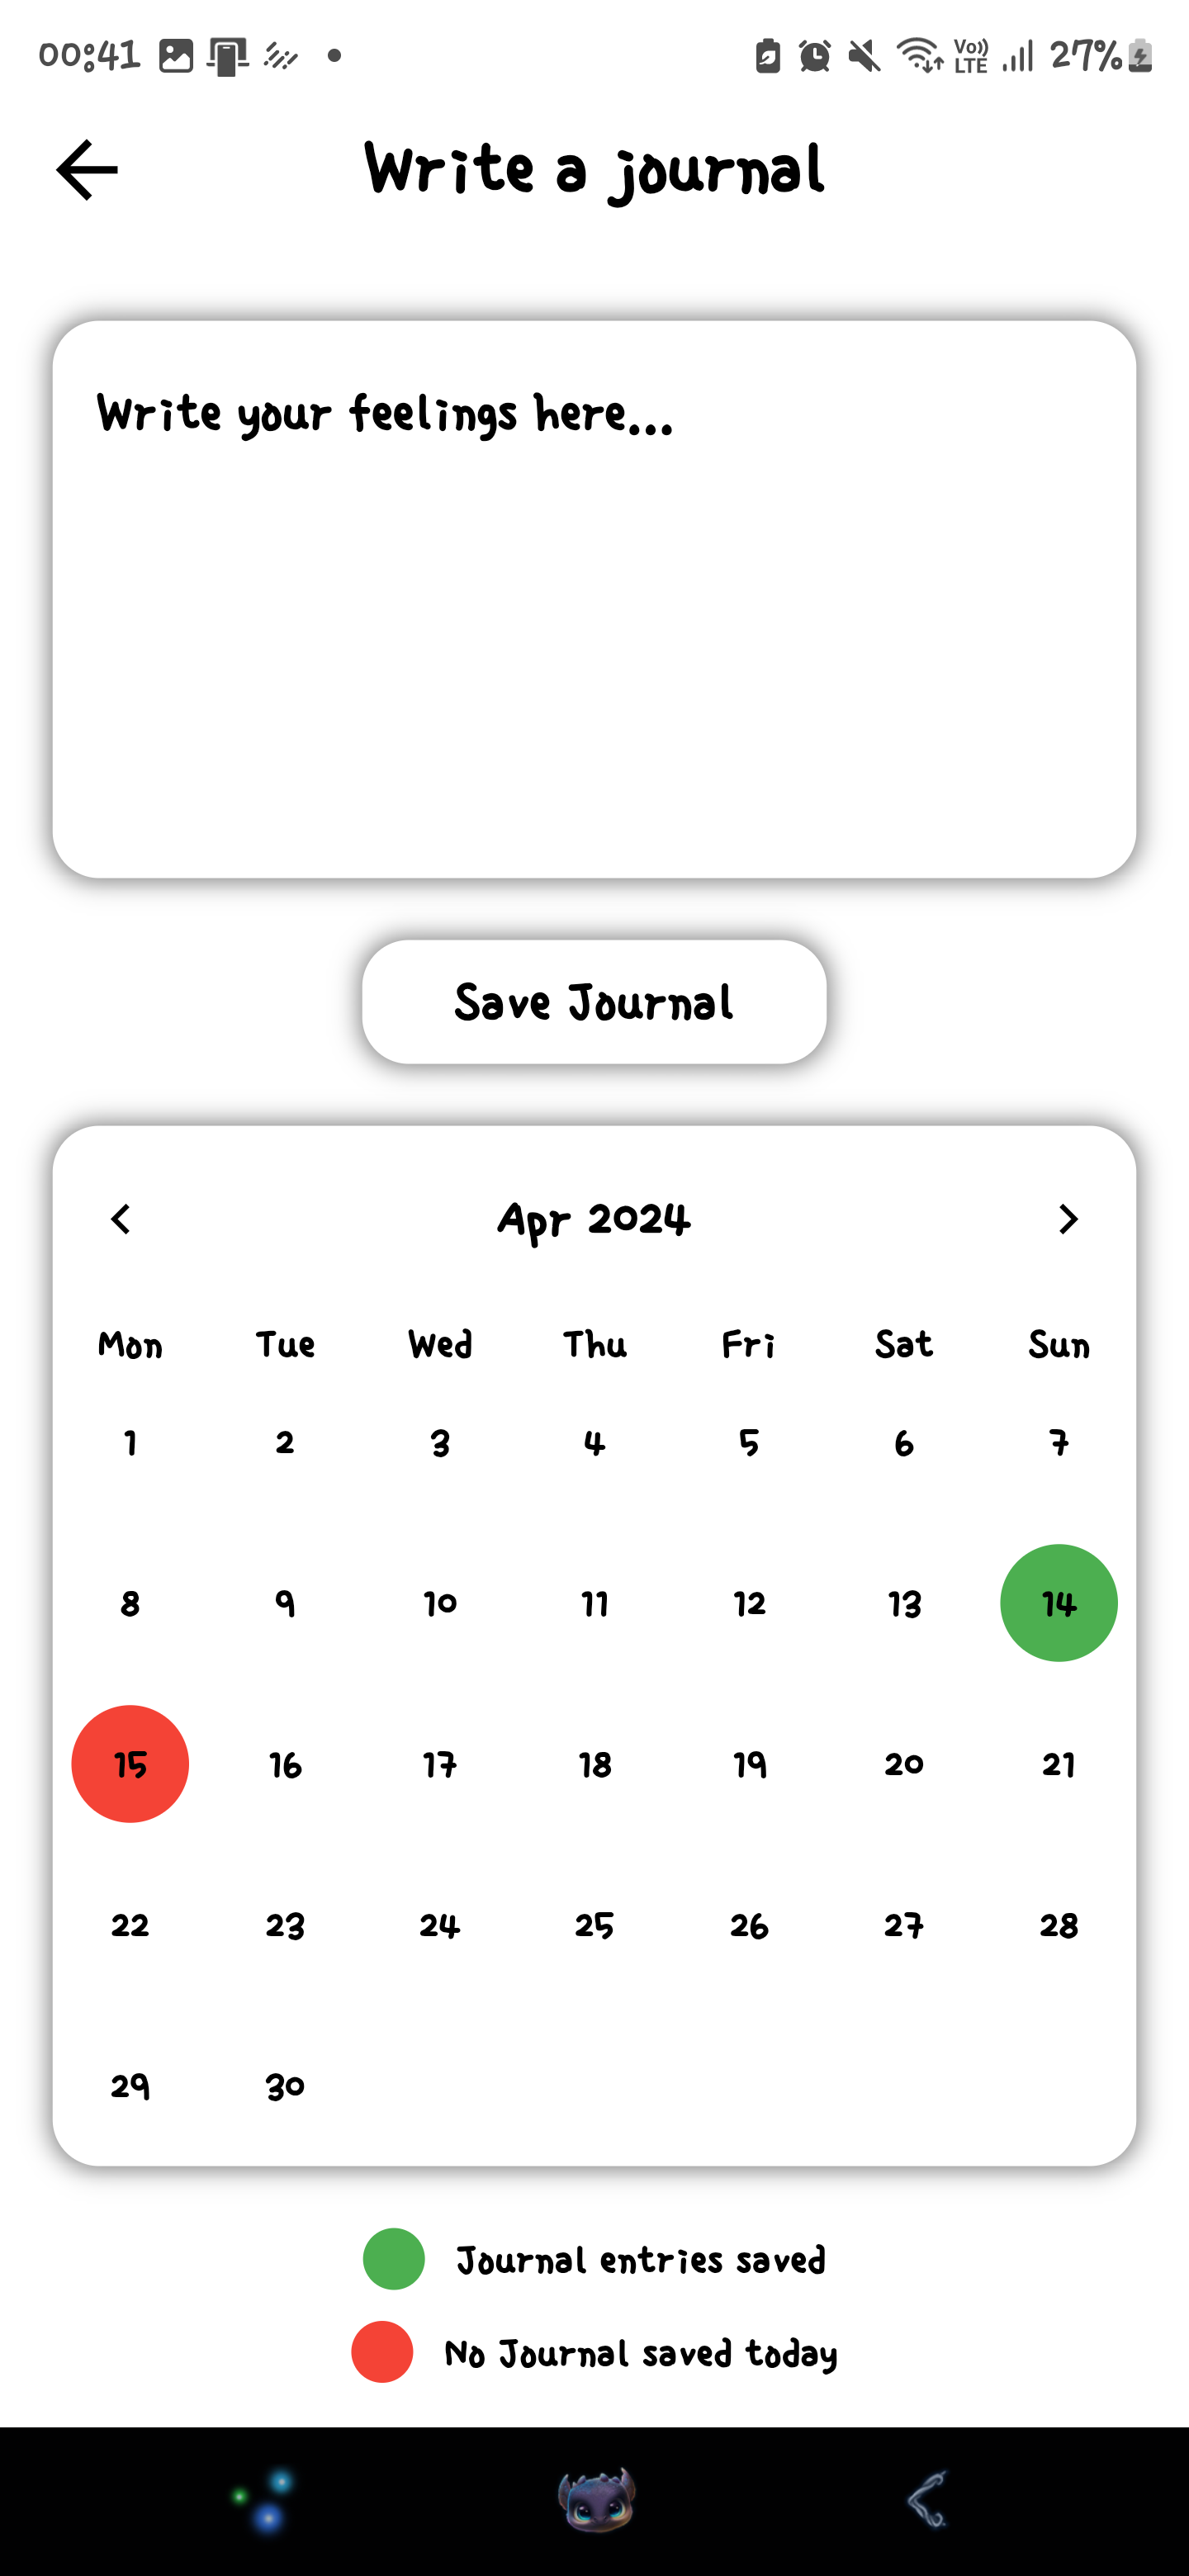 00:41 Vo)) LTE 27%
Write a journal
Write your feelings here...
Save Journal
Apr 2024
Mon Tue Wed Thu Fri Sat Sun
1 2 3 4 5 6 7
8 9 10 11 12 13 14
15 16 17 18 19 20 21
22 23 24 25 26 27 28
29 30
Journal entries saved
No Journal saved today